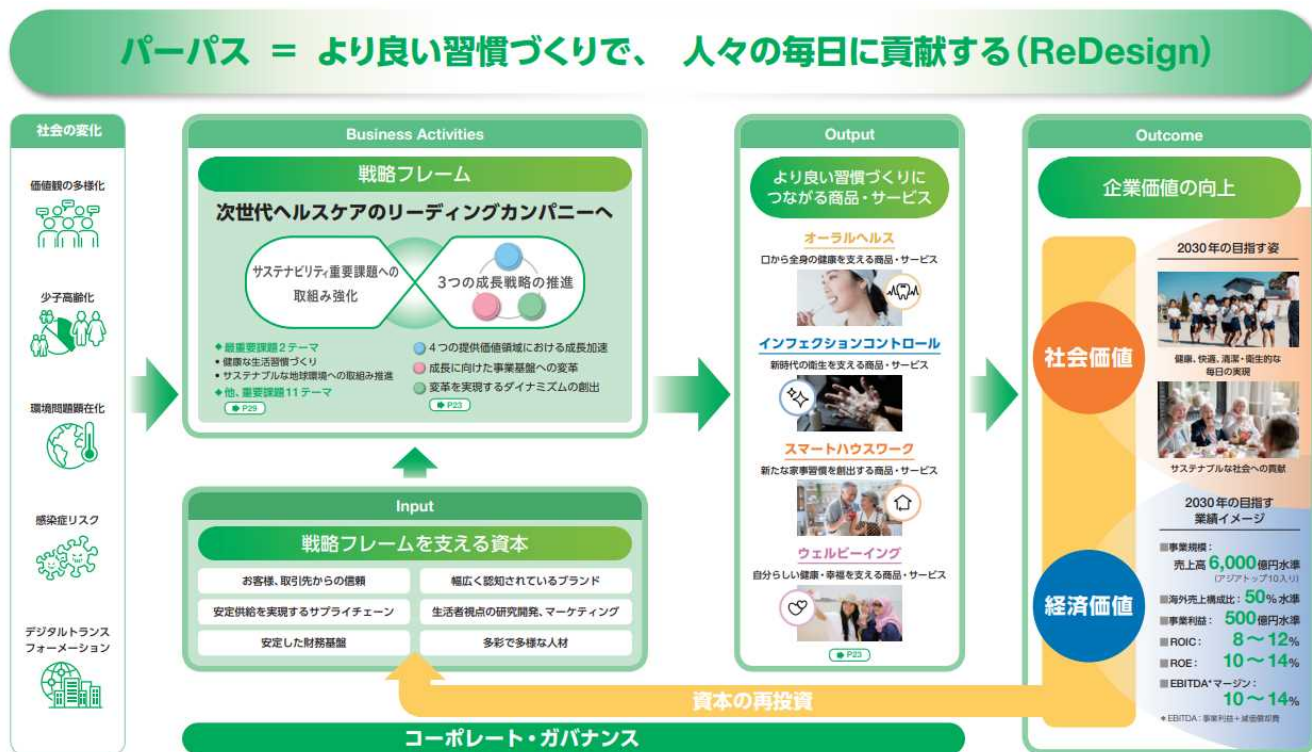 パーパス = より良い習慣づくりで、 人々の毎日に貢献する(ReDesign)
社会の変化
価値観の多様化
少子高齢化
環境問題顕在化
感染症リスク
デジタルトランス
フォーメーション
Business Activities
戦略フレーム
次世代ヘルスケアのリーディングカンパニーへ
サステナビリティ重要課題への
取組み強化
3つの成長戦略の推進
◆最重要課題2テーマ
• 健康な生活習慣づくり
• サステナブルな地球環境への取組み推進
◆他、重要課題11テーマ
P29
4つの提供価値領域における成長加速
成長に向けた事業基盤への変革
変革を実現するダイナミズムの創出
P23
Input
戦略フレームを支える資本
お客様、取引先からの信頼
幅広く認知されているブランド
安定供給を実現するサプライチェーン
生活者視点の研究開発、マーケティング
安定した財務基盤
多彩で多様な人材
Output
より良い習慣づくりに
つながる商品・サービス
オーラルヘルス
口から全身の健康を支える商品・サービス
インフェクションコントロール
新時代の衛生を支える商品・サービス
スマートハウスワーク
新たな家事習慣を創出する商品・サービス
ウェルビーイング
自分らしい健康・幸福を支える商品・サービス
P23
Outcome
企業価値の向上
社会価値
2030年の目指す姿
健康、快適、清潔・衛生的な
毎日の実現
サステナブルな社会への貢献
経済価値
2030年の目指す
業績イメージ
■事業規模:
売上高6,000億円水準
(アジアトップ10入り)
■海外売上構成比:50%水準
■事業利益: 500億円水準
■ROIC: 8~12%
■ROE: 10~14%
■EBITDA*マージン:
10~14%
*EBITDA:事業利益+減価償却費
資本の再投資
コーポレート・ガバナンス